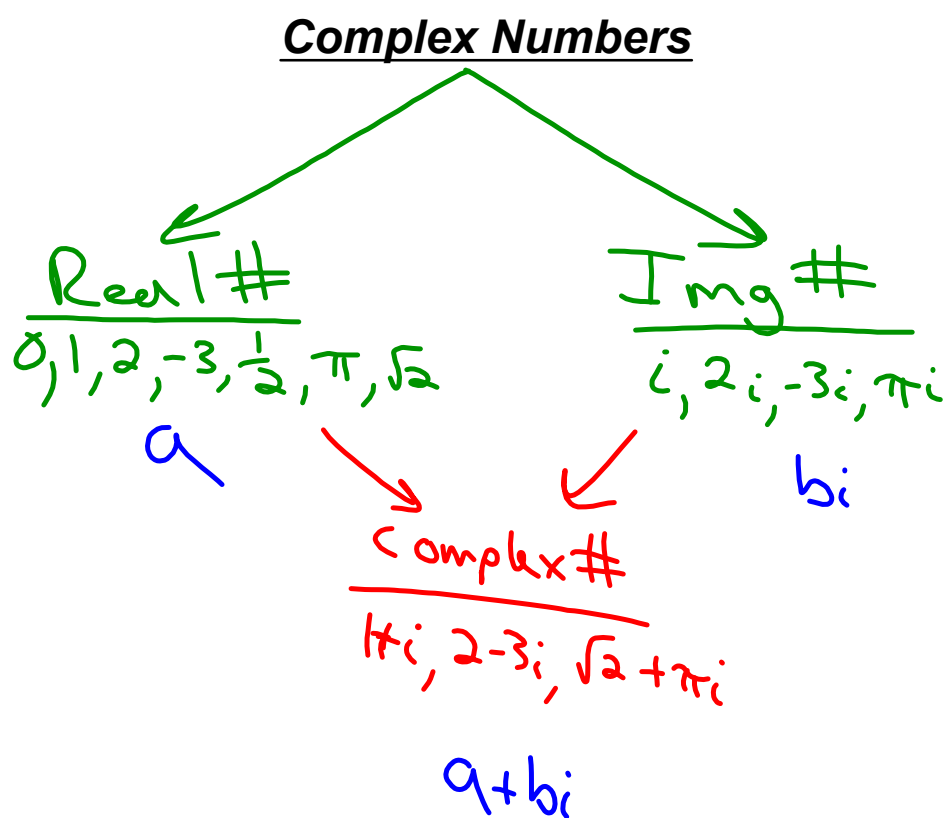 Complex Numbers
Real #
Img #
0, 1, 2, -3, 1/2, π, √2
i, 2i, -3i, πi
a
bi
Complex #
1+i, 2-3i, √2+πi
a+bi